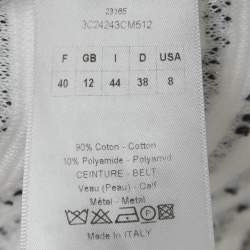 23165
3C24243CM512
F GB I D USA
40 12 44 38 8
90% Coton - Cotton
10% Polyamide - Polyamid
CEINTURE - BELT
Veau (Peau) - Calf
Métal - Metal
Made In ITALY